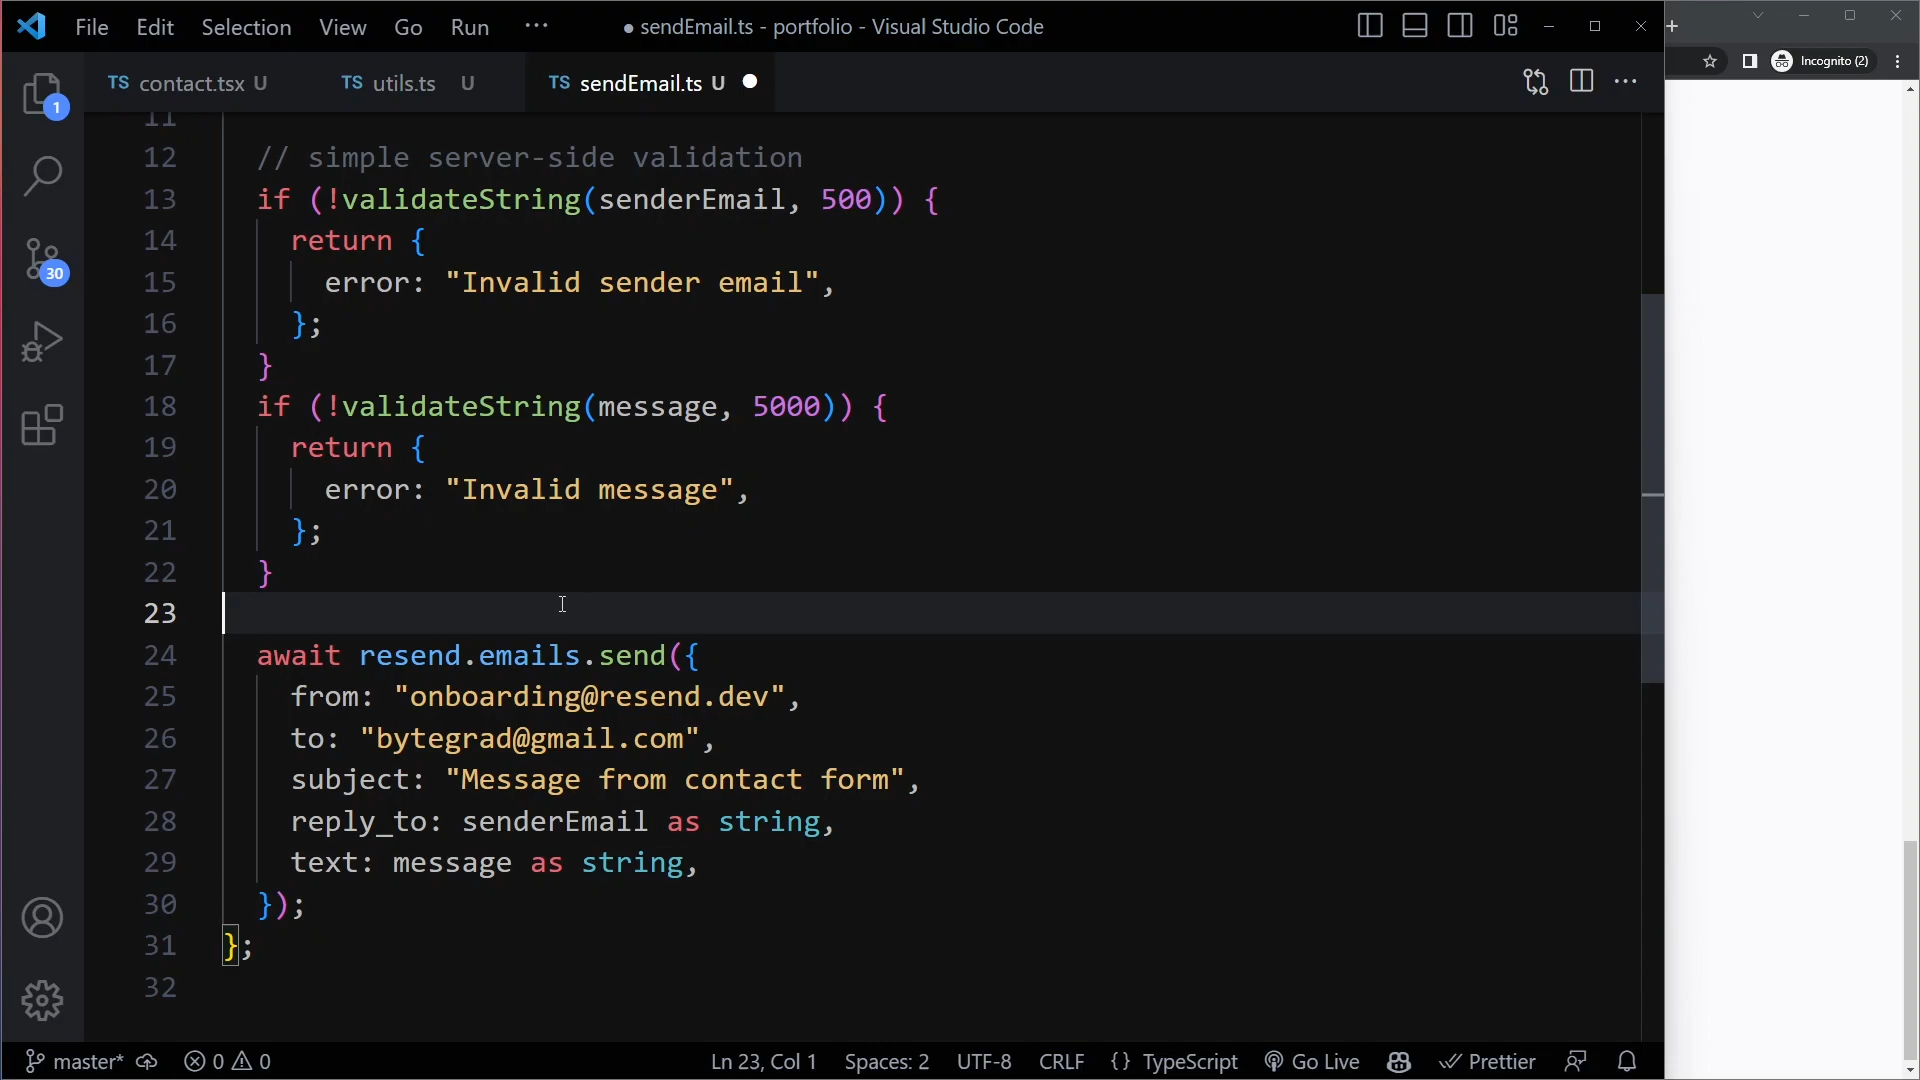 File Edit Selection View Go Run ··· ● sendEmail.ts - portfolio - Visual Studio Code
Incognito (2)
TS contact.tsx U TS utils.ts U TS sendEmail.ts U ●
1
30
11
12 // simple server-side validation
13 if (!validateString(senderEmail, 500)) {
14 return {
15 error: "Invalid sender email",
16 };
17 }
18 if (!validateString(message, 5000)) {
19 return {
20 error: "Invalid message",
21 };
22 }
23
24 await resend.emails.send({
25 from: "onboarding@resend.dev",
26 to: "bytegrad@gmail.com",
27 subject: "Message from contact form",
28 reply_to: senderEmail as string,
29 text: message as string,
30 });
31 };
32
master* 0 0 Ln 23, Col 1 Spaces: 2 UTF-8 CRLF {} TypeScript Go Live Prettier